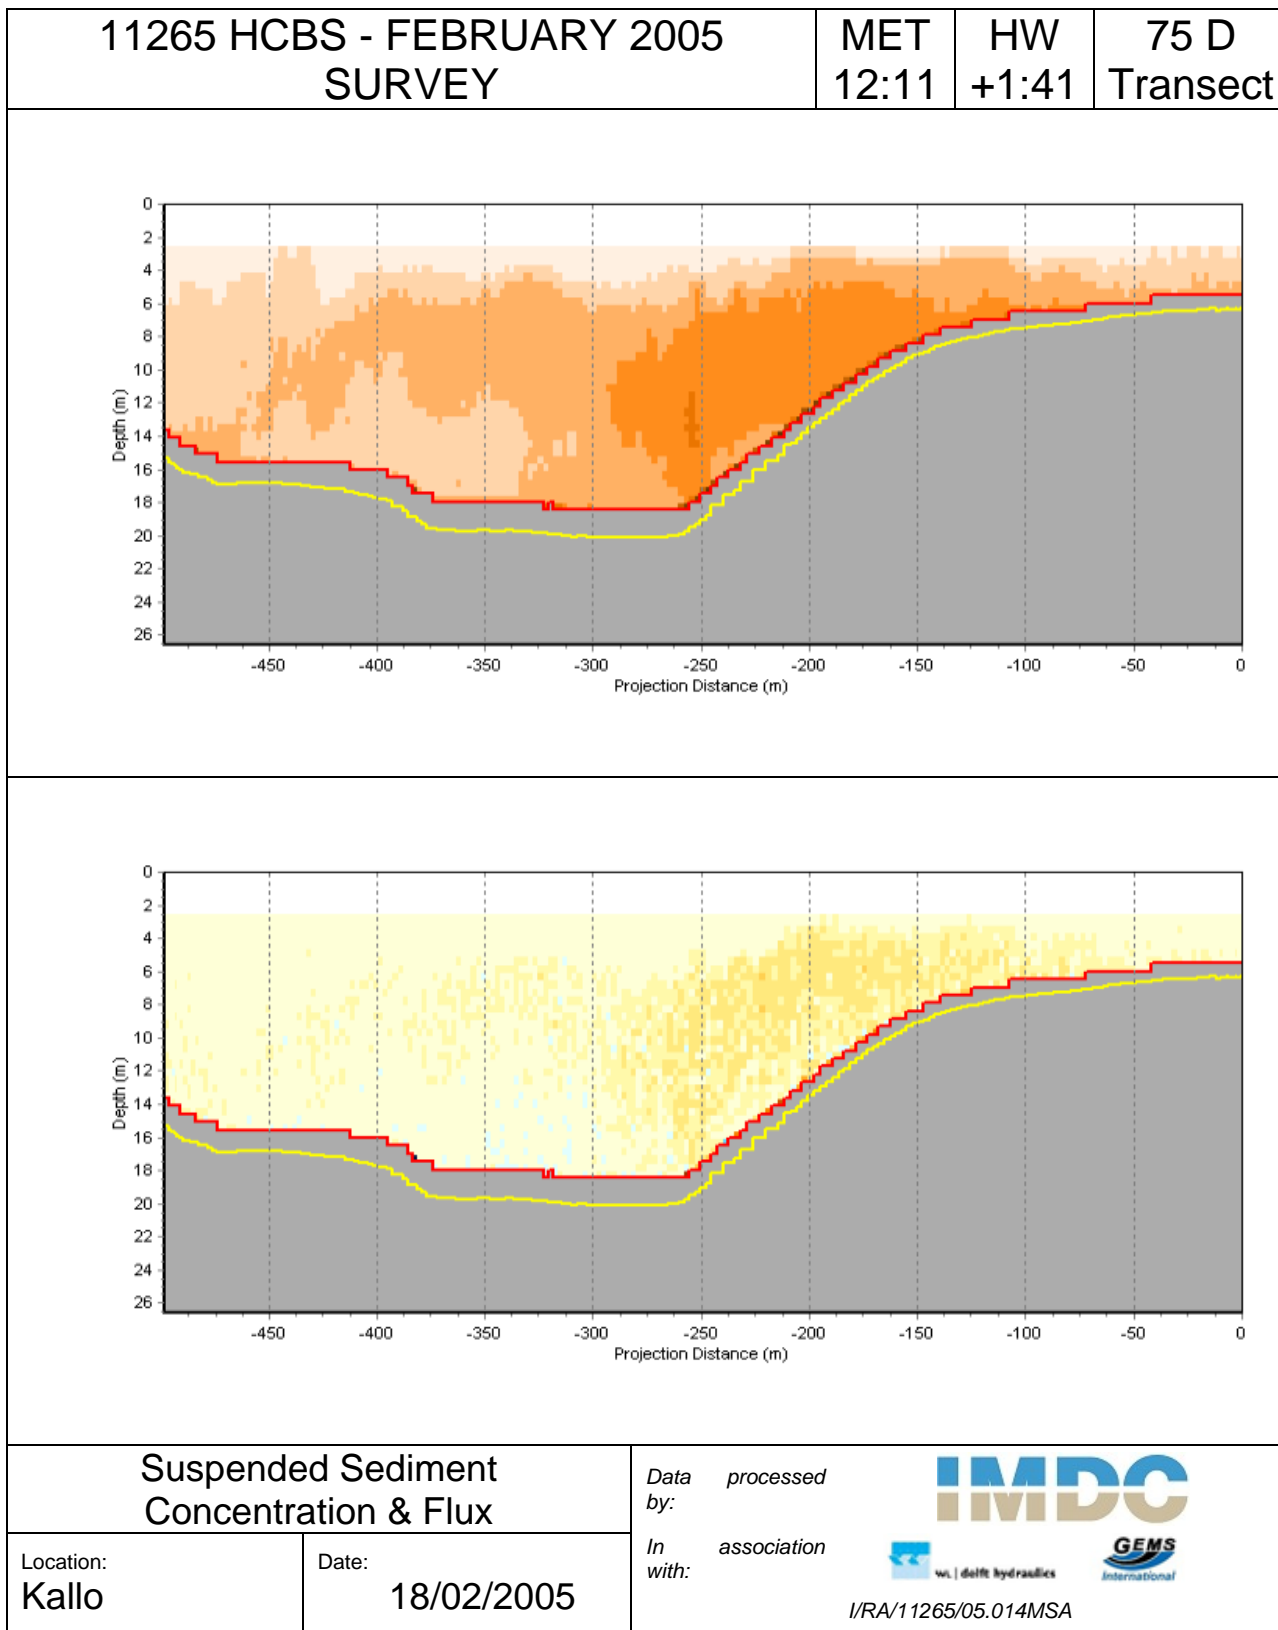 11265 HCBS - FEBRUARY 2005
SURVEY
MET
12:11
HW
+1:41
75 D
Transect
0
2
4
6
8
10
12
14
16
18
20
22
24
26
Depth (m)
-450 -400 -350 -300 -250 -200 -150 -100 -50 0
Projection Distance (m)
0
2
4
6
8
10
12
14
16
18
20
22
24
26
Depth (m)
-450 -400 -350 -300 -250 -200 -150 -100 -50 0
Projection Distance (m)
Suspended Sediment
Concentration & Flux
Location:
Kallo
Date:
18/02/2005
Data processed
by:
IMDC
In association
with:
wL | delft hydraulics
GEMS
International
I/RA/11265/05.014MSA